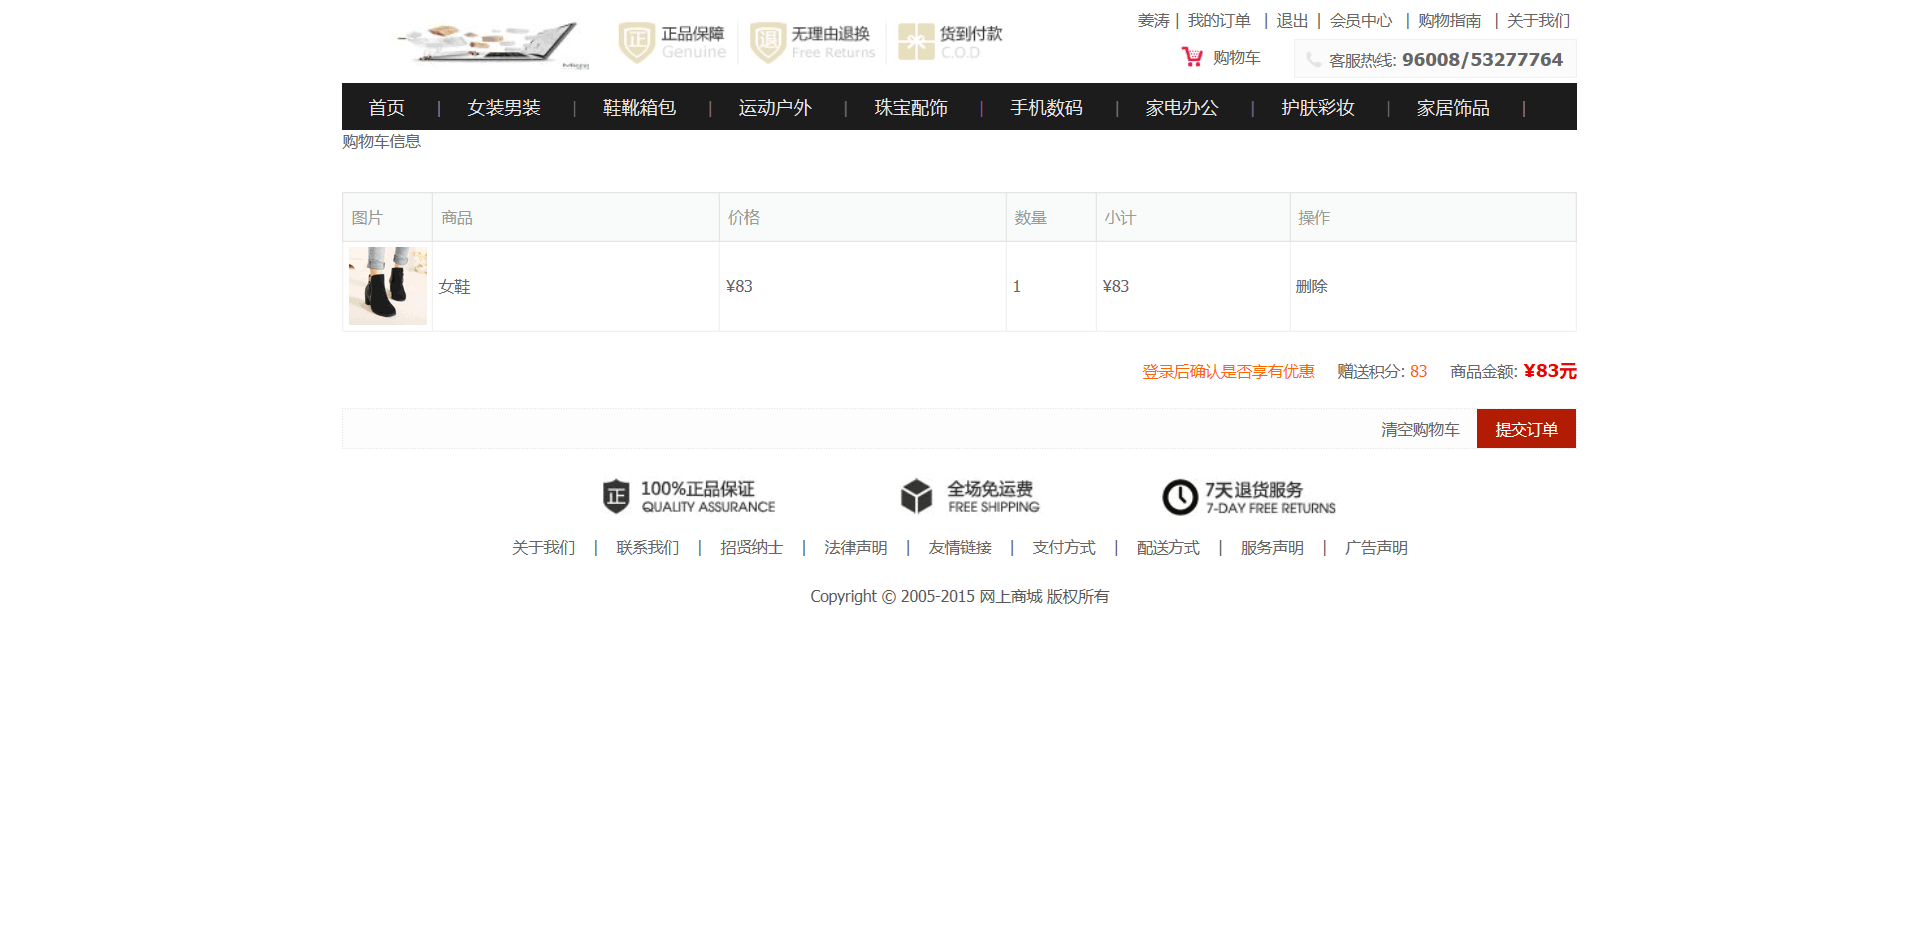 姜涛 | 我的订单 | 退出 | 会员中心 | 购物指南 | 关于我们
正品保障 无理由退换 货到付款
Genuine Free Returns C.O.D
购物车 客服热线: 96008/53277764
首页 | 女装男装 | 鞋靴箱包 | 运动户外 | 珠宝配饰 | 手机数码 | 家电办公 | 护肤彩妆 | 家居饰品 |
购物车信息
图片 商品 价格 数量 小计 操作
女鞋 ¥83 1 ¥83 删除
登录后确认是否享有优惠 赠送积分: 83 商品金额: ¥83元
清空购物车 提交订单
正 100%正品保证 全场免运费 7天退货服务
QUALITY ASSURANCE FREE SHIPPING 7-DAY FREE RETURNS
关于我们 | 联系我们 | 招贤纳士 | 法律声明 | 友情链接 | 支付方式 | 配送方式 | 服务声明 | 广告声明
Copyright © 2005-2015 网上商城 版权所有